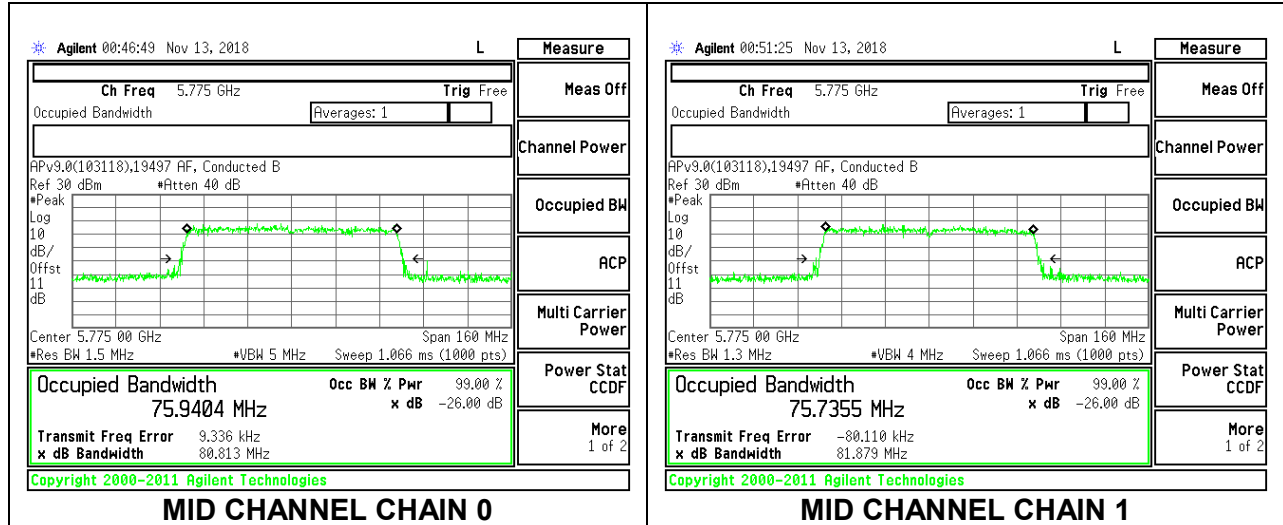 Agilent 00:46:49 Nov 13, 2018 L
Measure
Ch Freq 5.775 GHz Trig Free
Occupied Bandwidth Averages: 1
Meas Off
Channel Power
Occupied BW
ACP
Multi Carrier
Power
Power Stat
CCDF
More
1 of 2
APv9.0(103118),19497 AF, Conducted B
Ref 30 dBm #Atten 40 dB
#Peak
Log
10
dB/
Offst
11
dB
Center 5.775 00 GHz Span 160 MHz
#Res BW 1.5 MHz #VBW 5 MHz Sweep 1.066 ms (1000 pts)
Occupied Bandwidth Occ BW % Pwr 99.00 %
75.9404 MHz x dB -26.00 dB
Transmit Freq Error 9.336 kHz
x dB Bandwidth 80.813 MHz
Copyright 2000-2011 Agilent Technologies
MID CHANNEL CHAIN 0
Agilent 00:51:25 Nov 13, 2018 L
Measure
Ch Freq 5.775 GHz Trig Free
Occupied Bandwidth Averages: 1
Meas Off
Channel Power
Occupied BW
ACP
Multi Carrier
Power
Power Stat
CCDF
More
1 of 2
APv9.0(103118),19497 AF, Conducted B
Ref 30 dBm #Atten 40 dB
#Peak
Log
10
dB/
Offst
11
dB
Center 5.775 00 GHz Span 160 MHz
#Res BW 1.3 MHz #VBW 4 MHz Sweep 1.066 ms (1000 pts)
Occupied Bandwidth Occ BW % Pwr 99.00 %
75.7355 MHz x dB -26.00 dB
Transmit Freq Error -80.110 kHz
x dB Bandwidth 81.879 MHz
Copyright 2000-2011 Agilent Technologies
MID CHANNEL CHAIN 1